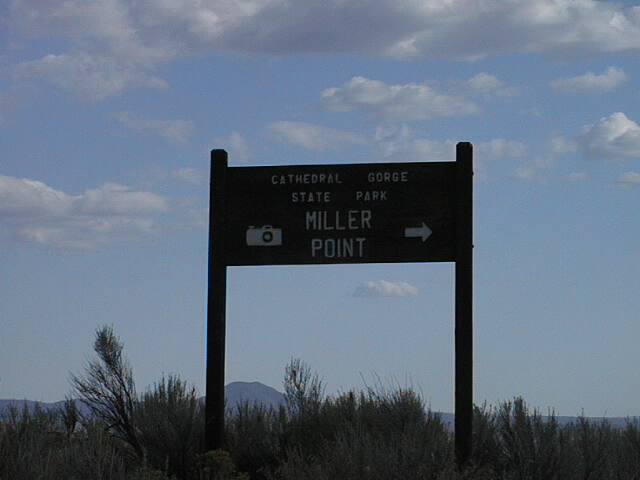 CATHEDRAL GORGE
STATE PARK
MILLER
POINT